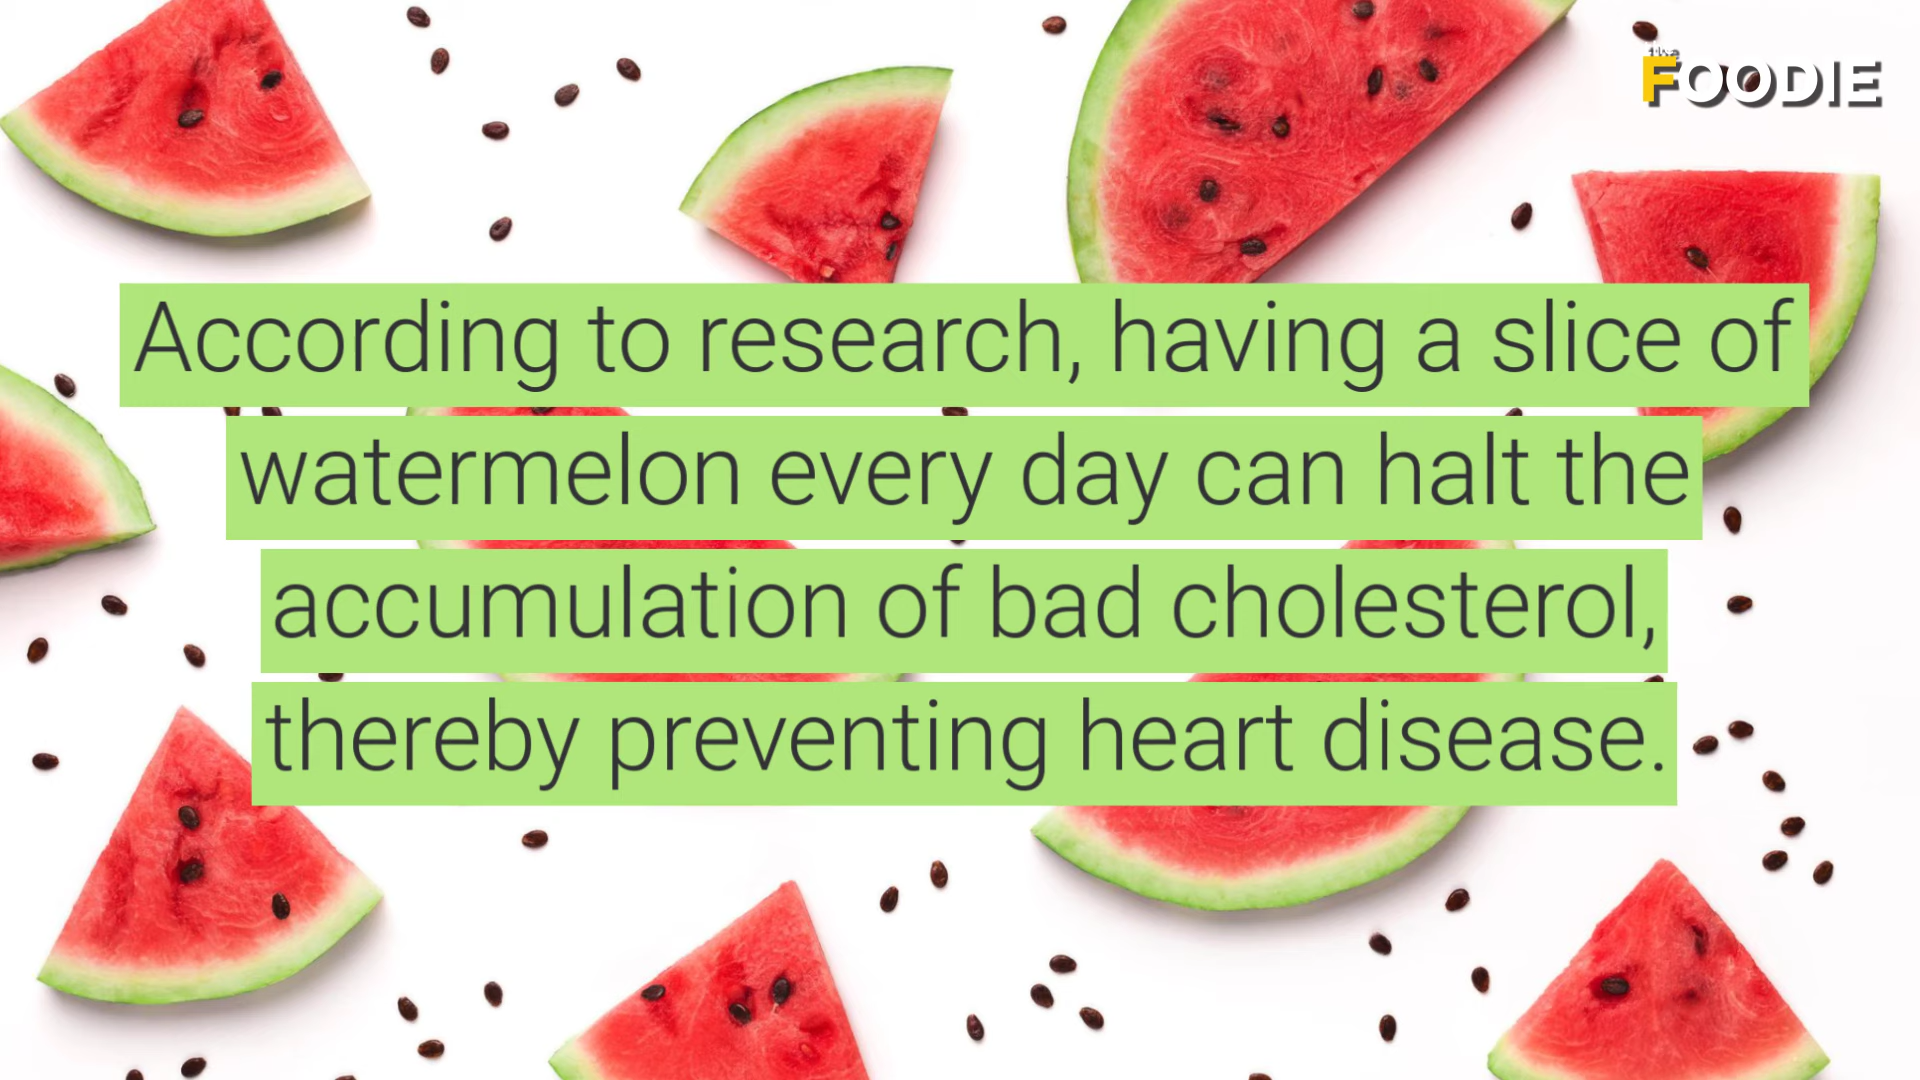 The
FOODIE
According to research, having a slice of
watermelon every day can halt the
accumulation of bad cholesterol,
thereby preventing heart disease.